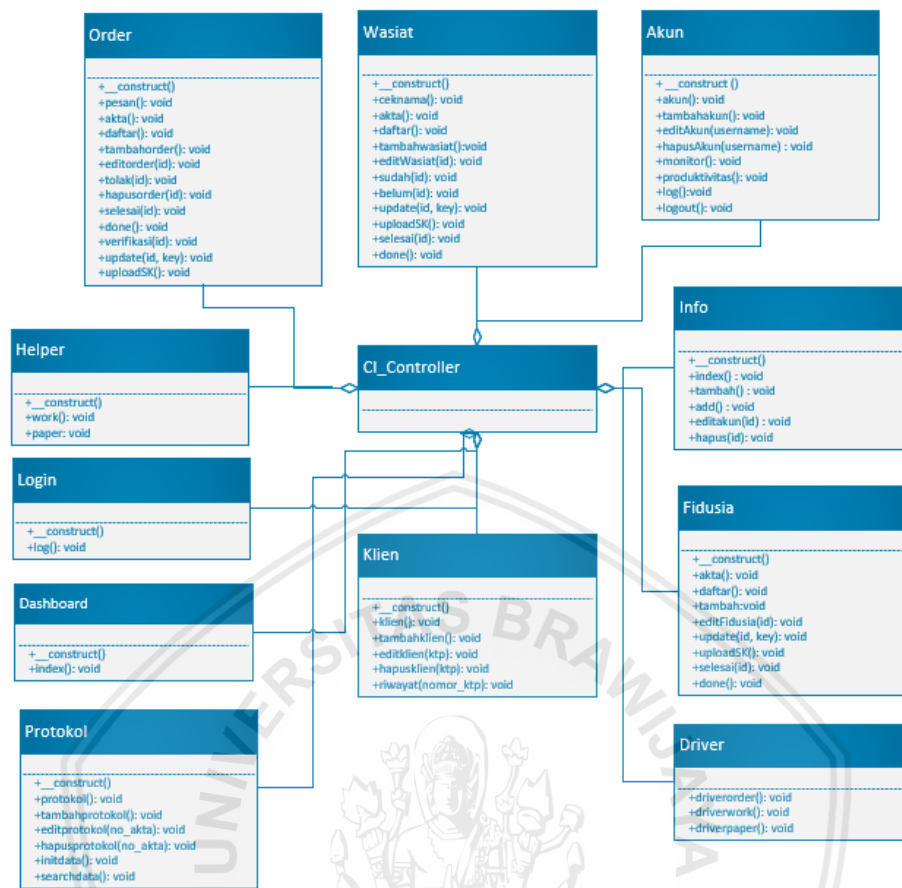 Order
+__construct()
+pesan(): void
+akta(): void
+daftar(): void
+tambahorder(): void
+editorder(id): void
+tolak(id): void
+hapusorder(id): void
+selesai(id): void
+done(): void
+verifikasi(id): void
+update(id, key): void
+uploadSK(): void
Wasiat
+__construct()
+ceknama(): void
+akta(): void
+daftar(): void
+tambahwasiat():void
+editWasiat(id): void
+sudah(id): void
+belum(id): void
+update(id, key): void
+uploadSK(): void
+selesai(id): void
+done(): void
Akun
+ __construct ()
+akun(): void
+tambahakun(): void
+editAkun(username): void
+hapusAkun(username) : void
+monitor(): void
+produktivitas(): void
+log():void
+logout(): void
Helper
+__construct()
+work(): void
+paper: void
CI_Controller
Info
+__construct()
+index() : void
+tambah() : void
+add() : void
+editakun(id) : void
+hapus(id): void
Login
+__construct()
+log(): void
Klien
+__construct()
+klien(): void
+tambahklien(): void
+editklien(ktp): void
+hapusklien(ktp): void
+riwayat(nomor_ktp): void
Fidusia
+__construct()
+akta(): void
+daftar(): void
+tambah:void
+editFidusia(id): void
+update(id, key): void
+uploadSK(): void
+selesai(id): void
+done(): void
Dashboard
+__construct()
+index(): void
Protokol
+__construct()
+protokol(): void
+tambahprotokol(): void
+editprotokol(no_akta): void
+hapusprotokol(no_akta): void
+initdata(): void
+searchdata(): void
Driver
+driverorder(): void
+driverwork(): void
+driverpaper(): void
UNIVERSITAS BRAWIJAYA